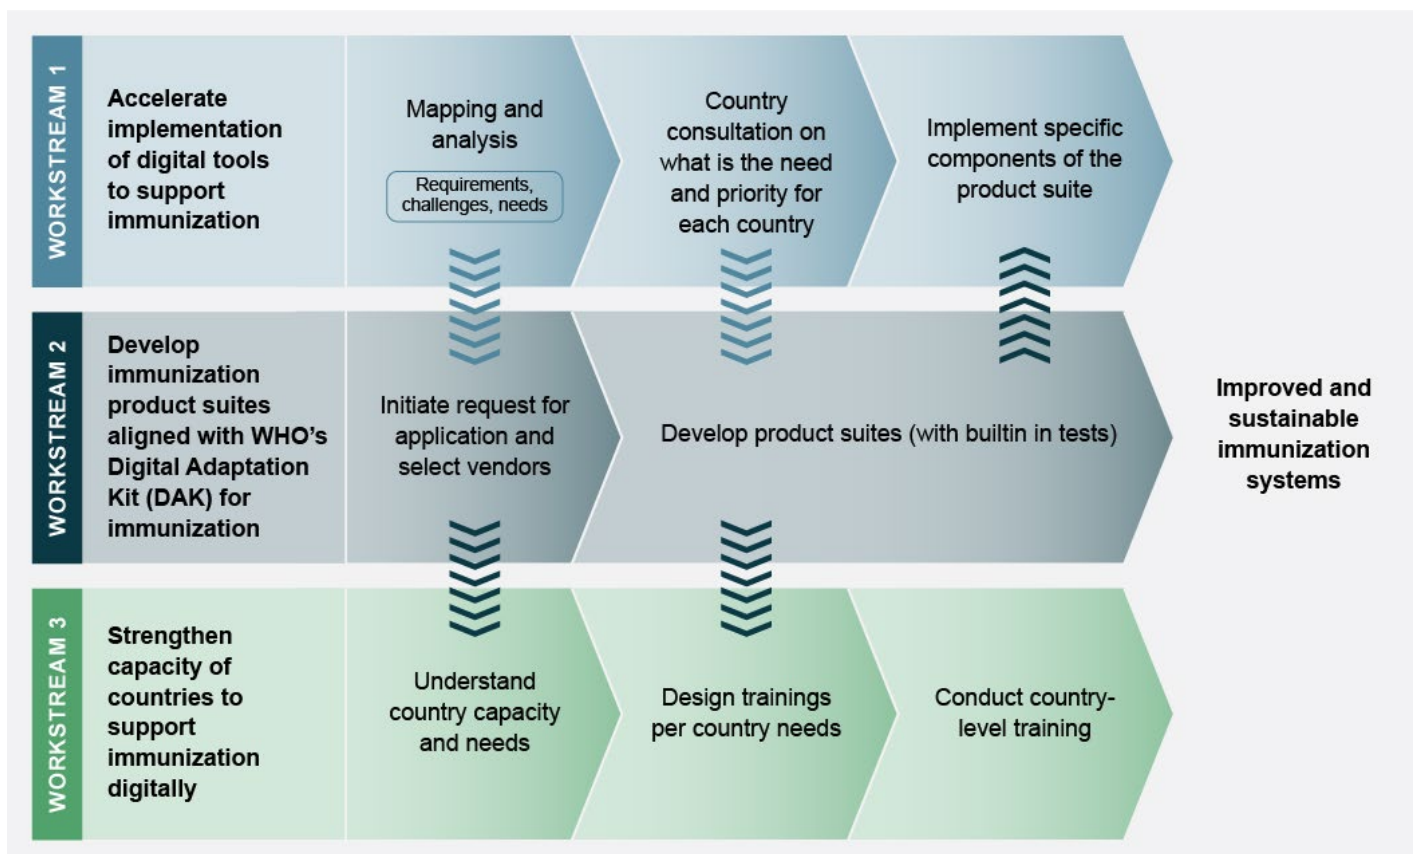 WORKSTREAM 1
Accelerate
implementation
of digital tools
to support
immunization
Mapping and
analysis
Requirements,
challenges, needs
Country
consultation on
what is the need
and priority for
each country
Implement specific
components of the
product suite
WORKSTREAM 2
Develop
immunization
product suites
aligned with WHO's
Digital Adaptation
Kit (DAK) for
immunization
Initiate request for
application and
select vendors
Develop product suites (with builtin in tests)
Improved and
sustainable
immunization
systems
WORKSTREAM 3
Strengthen
capacity of
countries to
support
immunization
digitally
Understand
country capacity
and needs
Design trainings
per country needs
Conduct country-
level training